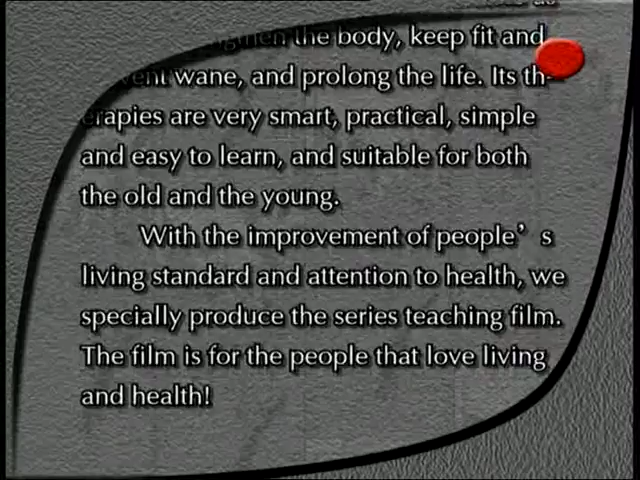 the body, keep fit and
wane, and prolong the life. Its th-
erapies are very smart, practical, simple
and easy to learn, and suitable for both
the old and the young.
With the improvement of people's
living standard and attention to health, we
specially produce the series teaching film.
The film is for the people that love living
and health!